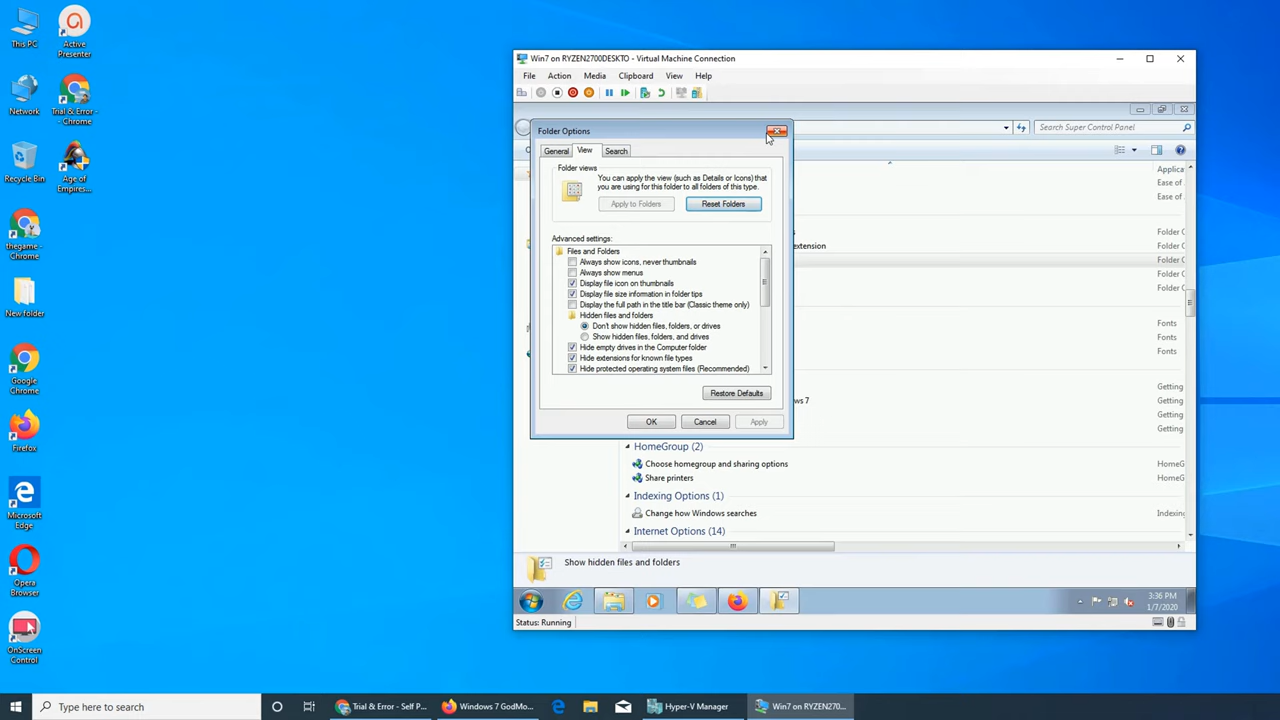 This PC
Active
Presenter
Network
Trial & Error -
- Chrome
Recycle Bin
Age of
Empires...
thegame -
Chrome
New folder
Google
Chrome
Firefox
Microsoft
Edge
Opera
Browser
OnScreen
Control
Win7 on RYZEN2700DESKTO - Virtual Machine Connection
File Action Media Clipboard View Help
Search Super Control Panel
Folder Options
General View Search
Folder views
You can apply the view (such as Details or Icons) that
you are using for this folder to all folders of this type.
Apply to Folders Reset Folders
Advanced settings:
Files and Folders
Always show icons, never thumbnails
Always show menus
Display file icon on thumbnails
Display file size information in folder tips
Display the full path in the title bar (Classic theme only)
Hidden files and folders
Don't show hidden files, folders, or drives
Show hidden files, folders, and drives
Hide empty drives in the Computer folder
Hide extensions for known file types
Hide protected operating system files (Recommended)
Restore Defaults
OK Cancel Apply
Applica
Ease of
Ease of
Folder O
extension Folder O
Folder O
Folder O
Folder O
Fonts
Fonts
Fonts
Getting
s 7 Getting
Getting
Getting
HomeGroup (2)
Choose homegroup and sharing options HomeG
Share printers HomeG
Indexing Options (1)
Change how Windows searches Indexing
Internet Options (14)
Show hidden files and folders
3:36 PM
1/7/2020
Status: Running
Type here to search
Trial & Error - Self P...
Windows 7 GodMo...
Hyper-V Manager
Win7 on RYZEN270...